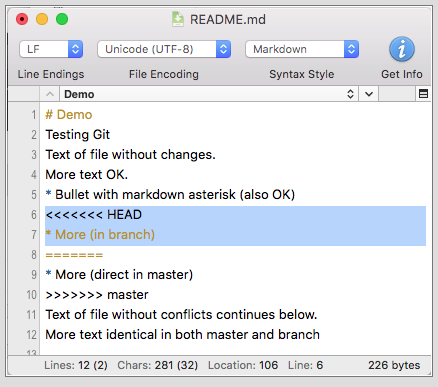 README.md
LF Unicode (UTF-8) Markdown
Line Endings File Encoding Syntax Style Get Info
Demo
1 # Demo
2 Testing Git
3 Text of file without changes.
4 More text OK.
5 * Bullet with markdown asterisk (also OK)
6 <<<<<<< HEAD
7 * More (in branch)
8 =======
9 * More (direct in master)
10 >>>>>>> master
11 Text of file without conflicts continues below.
12 More text identical in both master and branch
13
Lines: 12 (2) Chars: 281 (32) Location: 106 Line: 6 226 bytes